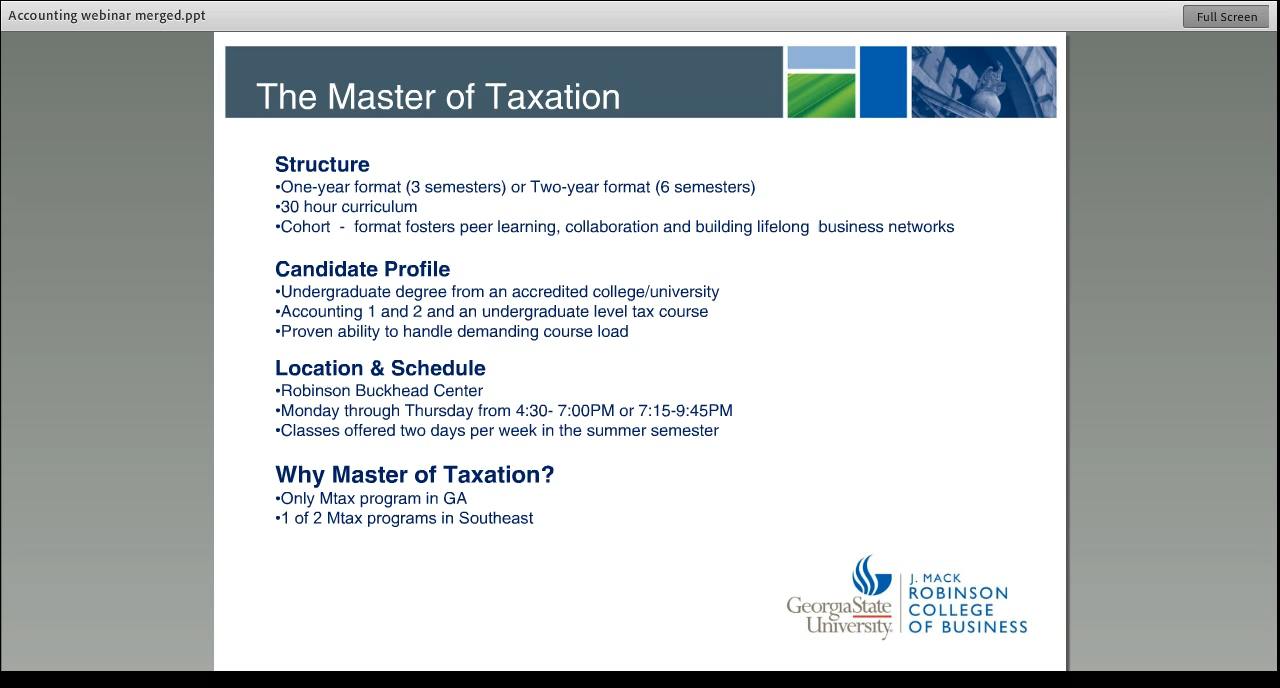 Accounting webinar merged.ppt
Full Screen
The Master of Taxation
Structure
•One-year format (3 semesters) or Two-year format (6 semesters)
•30 hour curriculum
•Cohort  -  format fosters peer learning, collaboration and building lifelong  business networks
Candidate Profile
•Undergraduate degree from an accredited college/university
•Accounting 1 and 2 and an undergraduate level tax course
•Proven ability to handle demanding course load
Location & Schedule
•Robinson Buckhead Center
•Monday through Thursday from 4:30- 7:00PM or 7:15-9:45PM
•Classes offered two days per week in the summer semester
Why Master of Taxation?
•Only Mtax program in GA
•1 of 2 Mtax programs in Southeast
GeorgiaState
University
J. MACK
ROBINSON
COLLEGE
OF BUSINESS